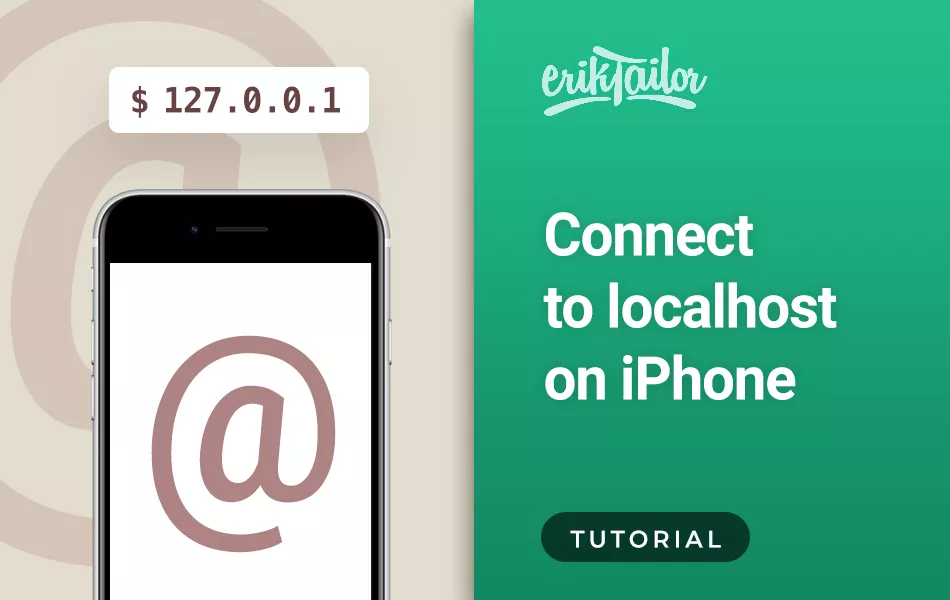 $ 127.0.0.1
@
@
erikTailor
Connect
to localhost
on iPhone
TUTORIAL